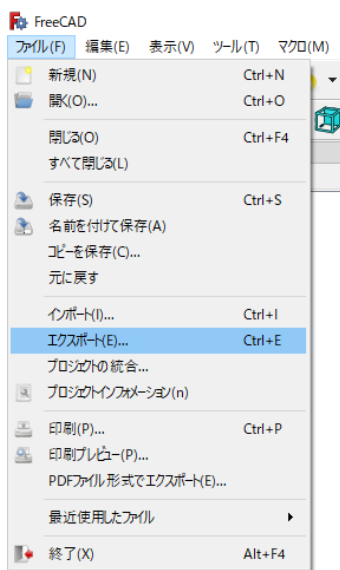 FreeCAD
ファイル(F) 編集(E) 表示(V) ツール(T) マクロ(M)
新規(N) Ctrl+N
開く(O)... Ctrl+O
閉じる(O) Ctrl+F4
すべて閉じる(L)
保存(S) Ctrl+S
名前を付けて保存(A)
コピーを保存(C)...
元に戻す
インポート(I)... Ctrl+I
エクスポート(E)... Ctrl+E
プロジェクトの統合...
プロジェクトインフォメーション(n)
印刷(P)... Ctrl+P
印刷プレビュー(P)...
PDFファイル形式でエクスポート(E)...
最近使用したファイル
終了(X) Alt+F4